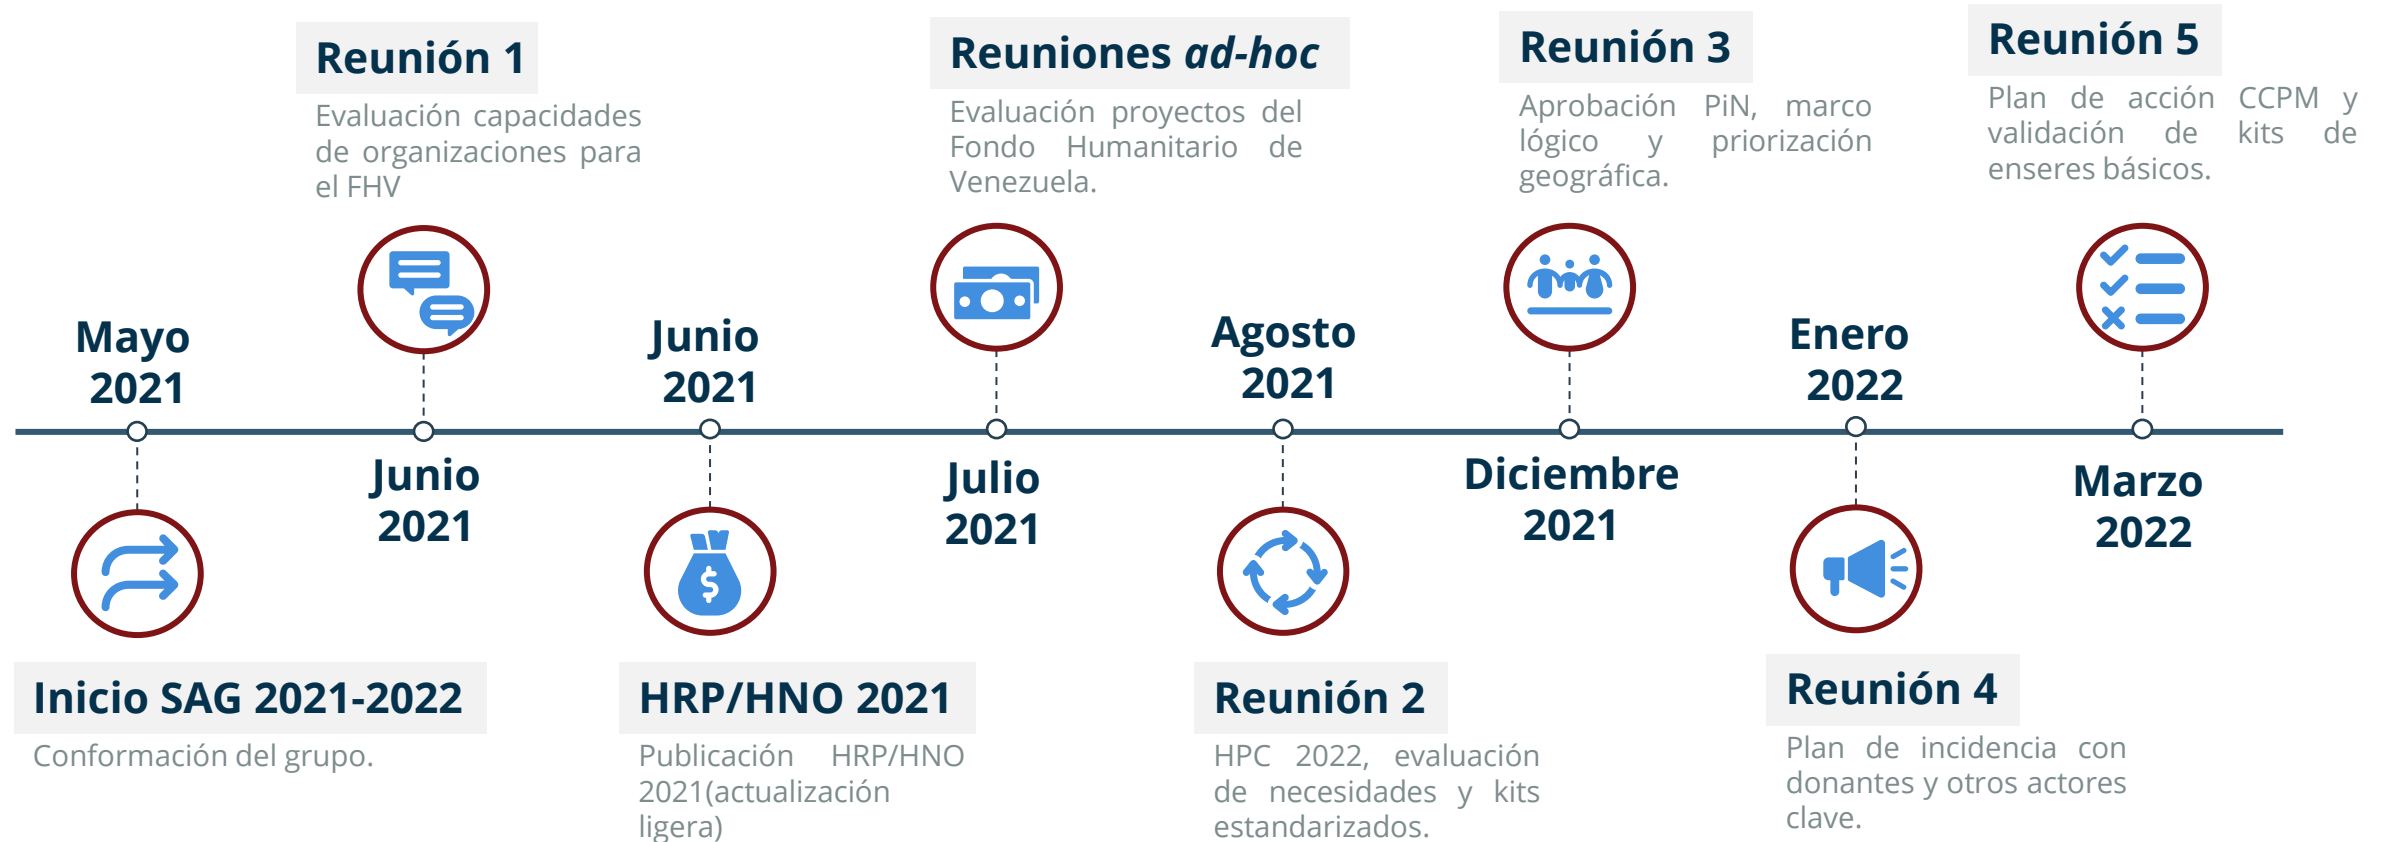 Reunión 1
Evaluación capacidades
de organizaciones para
el FHV
Reuniones ad-hoc
Evaluación proyectos del
Fondo Humanitario de
Venezuela.
Reunión 3
Aprobación PiN, marco
lógico y priorización
geográfica.
Reunión 5
Plan de acción CCPM y
validación de kits de
enseres básicos.
Mayo
2021
Junio
2021
Junio
2021
Julio
2021
Agosto
2021
Diciembre
2021
Enero
2022
Marzo
2022
$
Inicio SAG 2021-2022
Conformación del grupo.
HRP/HNO 2021
Publicación HRP/HNO
2021(actualización
ligera)
Reunión 2
HPC 2022, evaluación
de necesidades y kits
estandarizados.
Reunión 4
Plan de incidencia con
donantes y otros actores
clave.